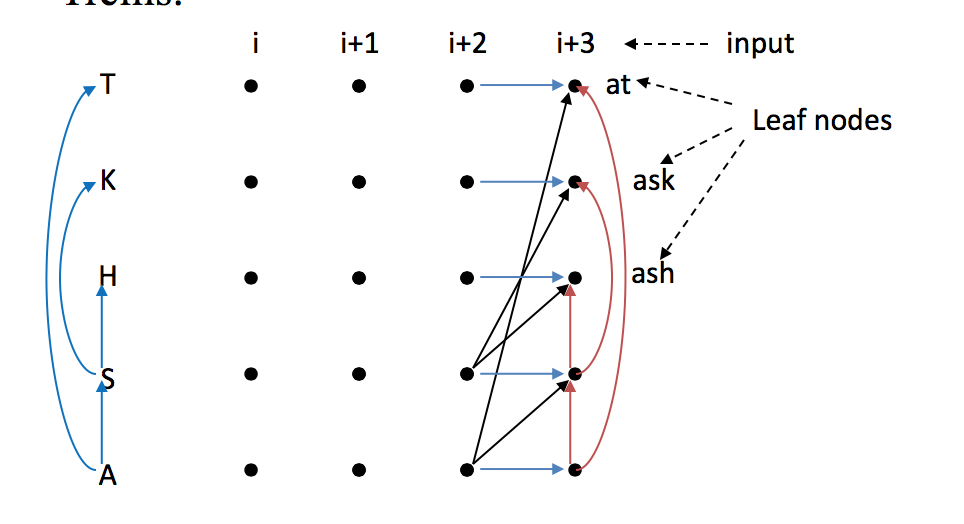 i i+1 i+2 i+3 input
T at
Leaf nodes
K ask
H ash
S
A